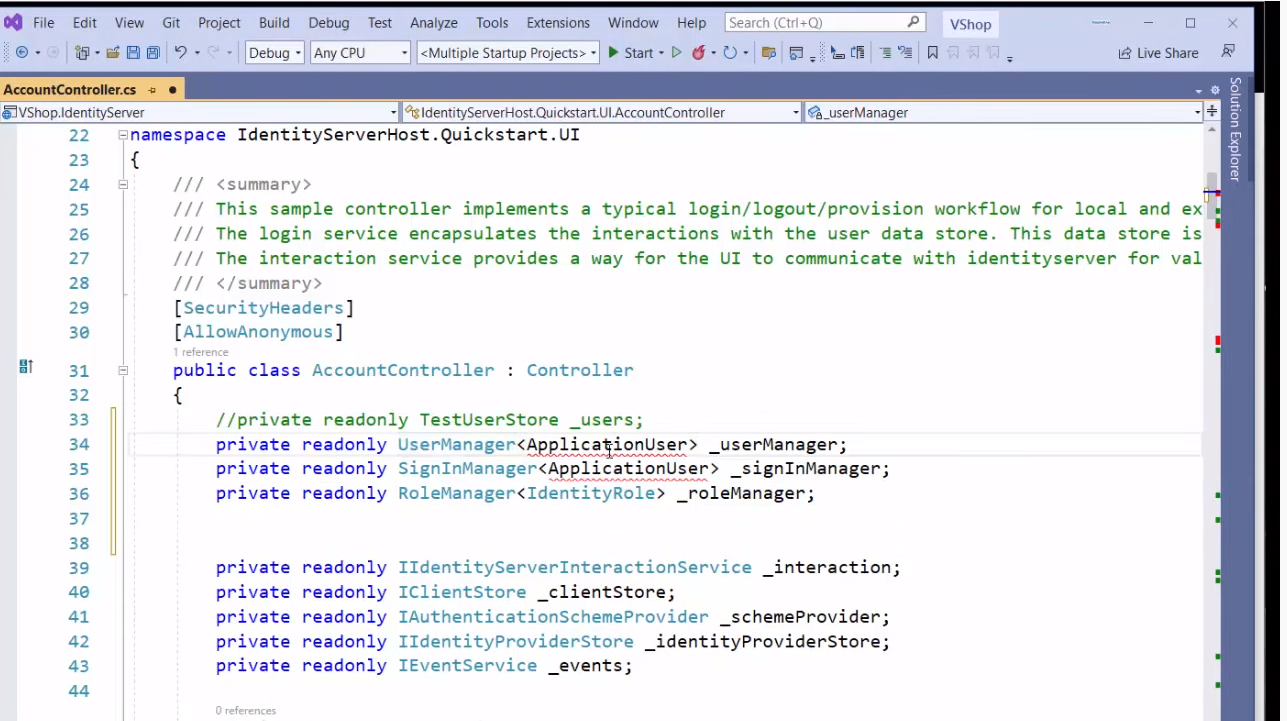 File Edit View Git Project Build Debug Test Analyze Tools Extensions Window Help Search (Ctrl+Q) VShop
Debug Any CPU <Multiple Startup Projects> Start Live Share
AccountController.cs
VShop.IdentityServer IdentityServerHost.Quickstart.UI.AccountController _userManager
Solution Explorer
22 namespace IdentityServerHost.Quickstart.UI
23 {
24 /// <summary>
25 /// This sample controller implements a typical login/logout/provision workflow for local and ex
26 /// The login service encapsulates the interactions with the user data store. This data store is
27 /// The interaction service provides a way for the UI to communicate with identityserver for val
28 /// </summary>
29 [SecurityHeaders]
30 [AllowAnonymous]
1 reference
31 public class AccountController : Controller
32 {
33 //private readonly TestUserStore _users;
34 private readonly UserManager<ApplicationUser> _userManager;
35 private readonly SignInManager<ApplicationUser> _signInManager;
36 private readonly RoleManager<IdentityRole> _roleManager;
37
38
39 private readonly IIdentityServerInteractionService _interaction;
40 private readonly IClientStore _clientStore;
41 private readonly IAuthenticationSchemeProvider _schemeProvider;
42 private readonly IIdentityProviderStore _identityProviderStore;
43 private readonly IEventService _events;
44
0 references